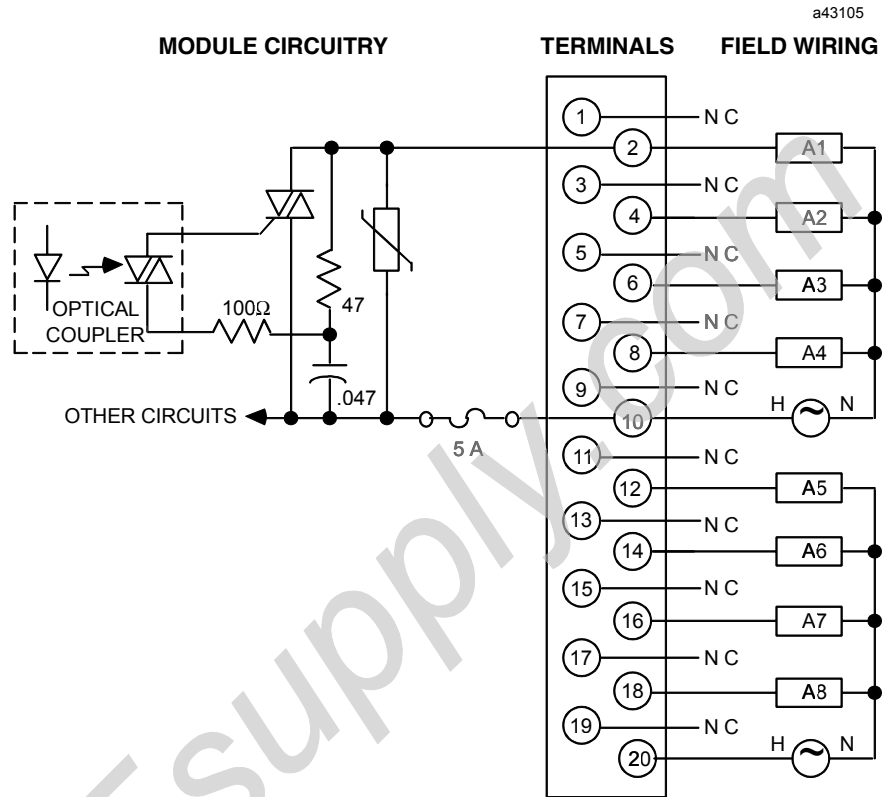 a43105
MODULE CIRCUITRY TERMINALS FIELD WIRING
1 N C
2 A1
3 N C
4 A2
5 N C
6 A3
7 N C
8 A4
9 N C
10 H ~ N
11 N C
12 A5
13 N C
14 A6
15 N C
16 A7
17 N C
18 A8
19 N C
20 H ~ N
OPTICAL
COUPLER
100Ω
47
.047
OTHER CIRCUITS
5 A
supply.com